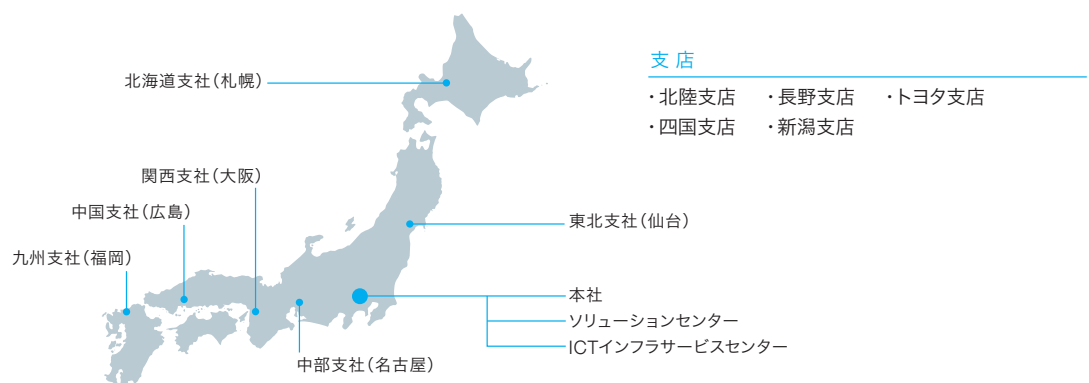 北海道支社(札幌)
関西支社(大阪)
中国支社(広島)
九州支社(福岡)
中部支社(名古屋)
東北支社(仙台)
本社
ソリューションセンター
ICTインフラサービスセンター
支 店
・北陸支店 ・長野支店 ・トヨタ支店
・四国支店 ・新潟支店